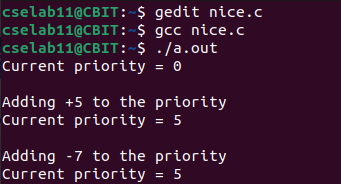 cselab11@CBIT:~$ gedit nice.c
cselab11@CBIT:~$ gcc nice.c
cselab11@CBIT:~$ ./a.out
Current priority = 0
Adding +5 to the priority
Current priority = 5
Adding -7 to the priority
Current priority = 5